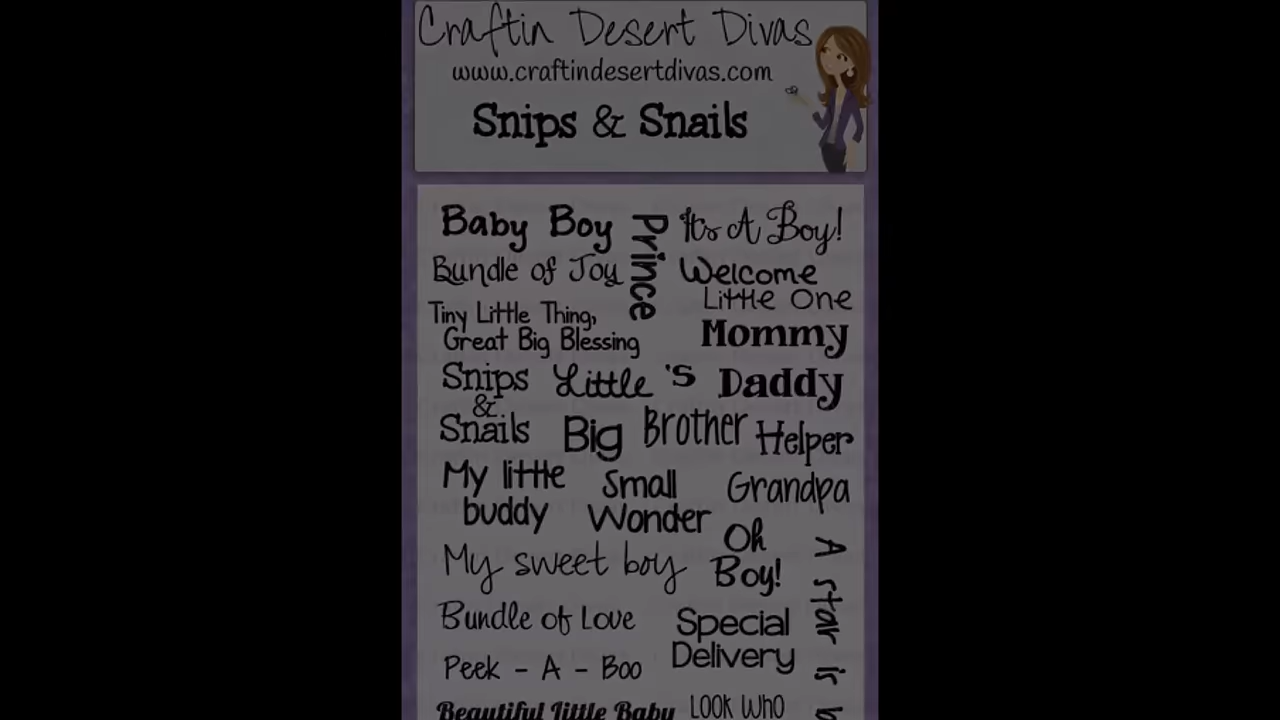 Craftin Desert Divas
www.craftindesertdivas.com
Snips & Snails
Baby Boy
Prince
It's A Boy!
Bundle of Joy
Welcome
Little One
Tiny Little Thing,
Great Big Blessing
Mommy
Snips
&
Snails
Little
's
Daddy
Big
Brother
Helper
My little
buddy
Small
Wonder
Grandpa
Oh
Boy!
My sweet boy
A star is b
Bundle of Love
Special
Delivery
Peek - A - Boo
Beautiful Little Baby
Look Who